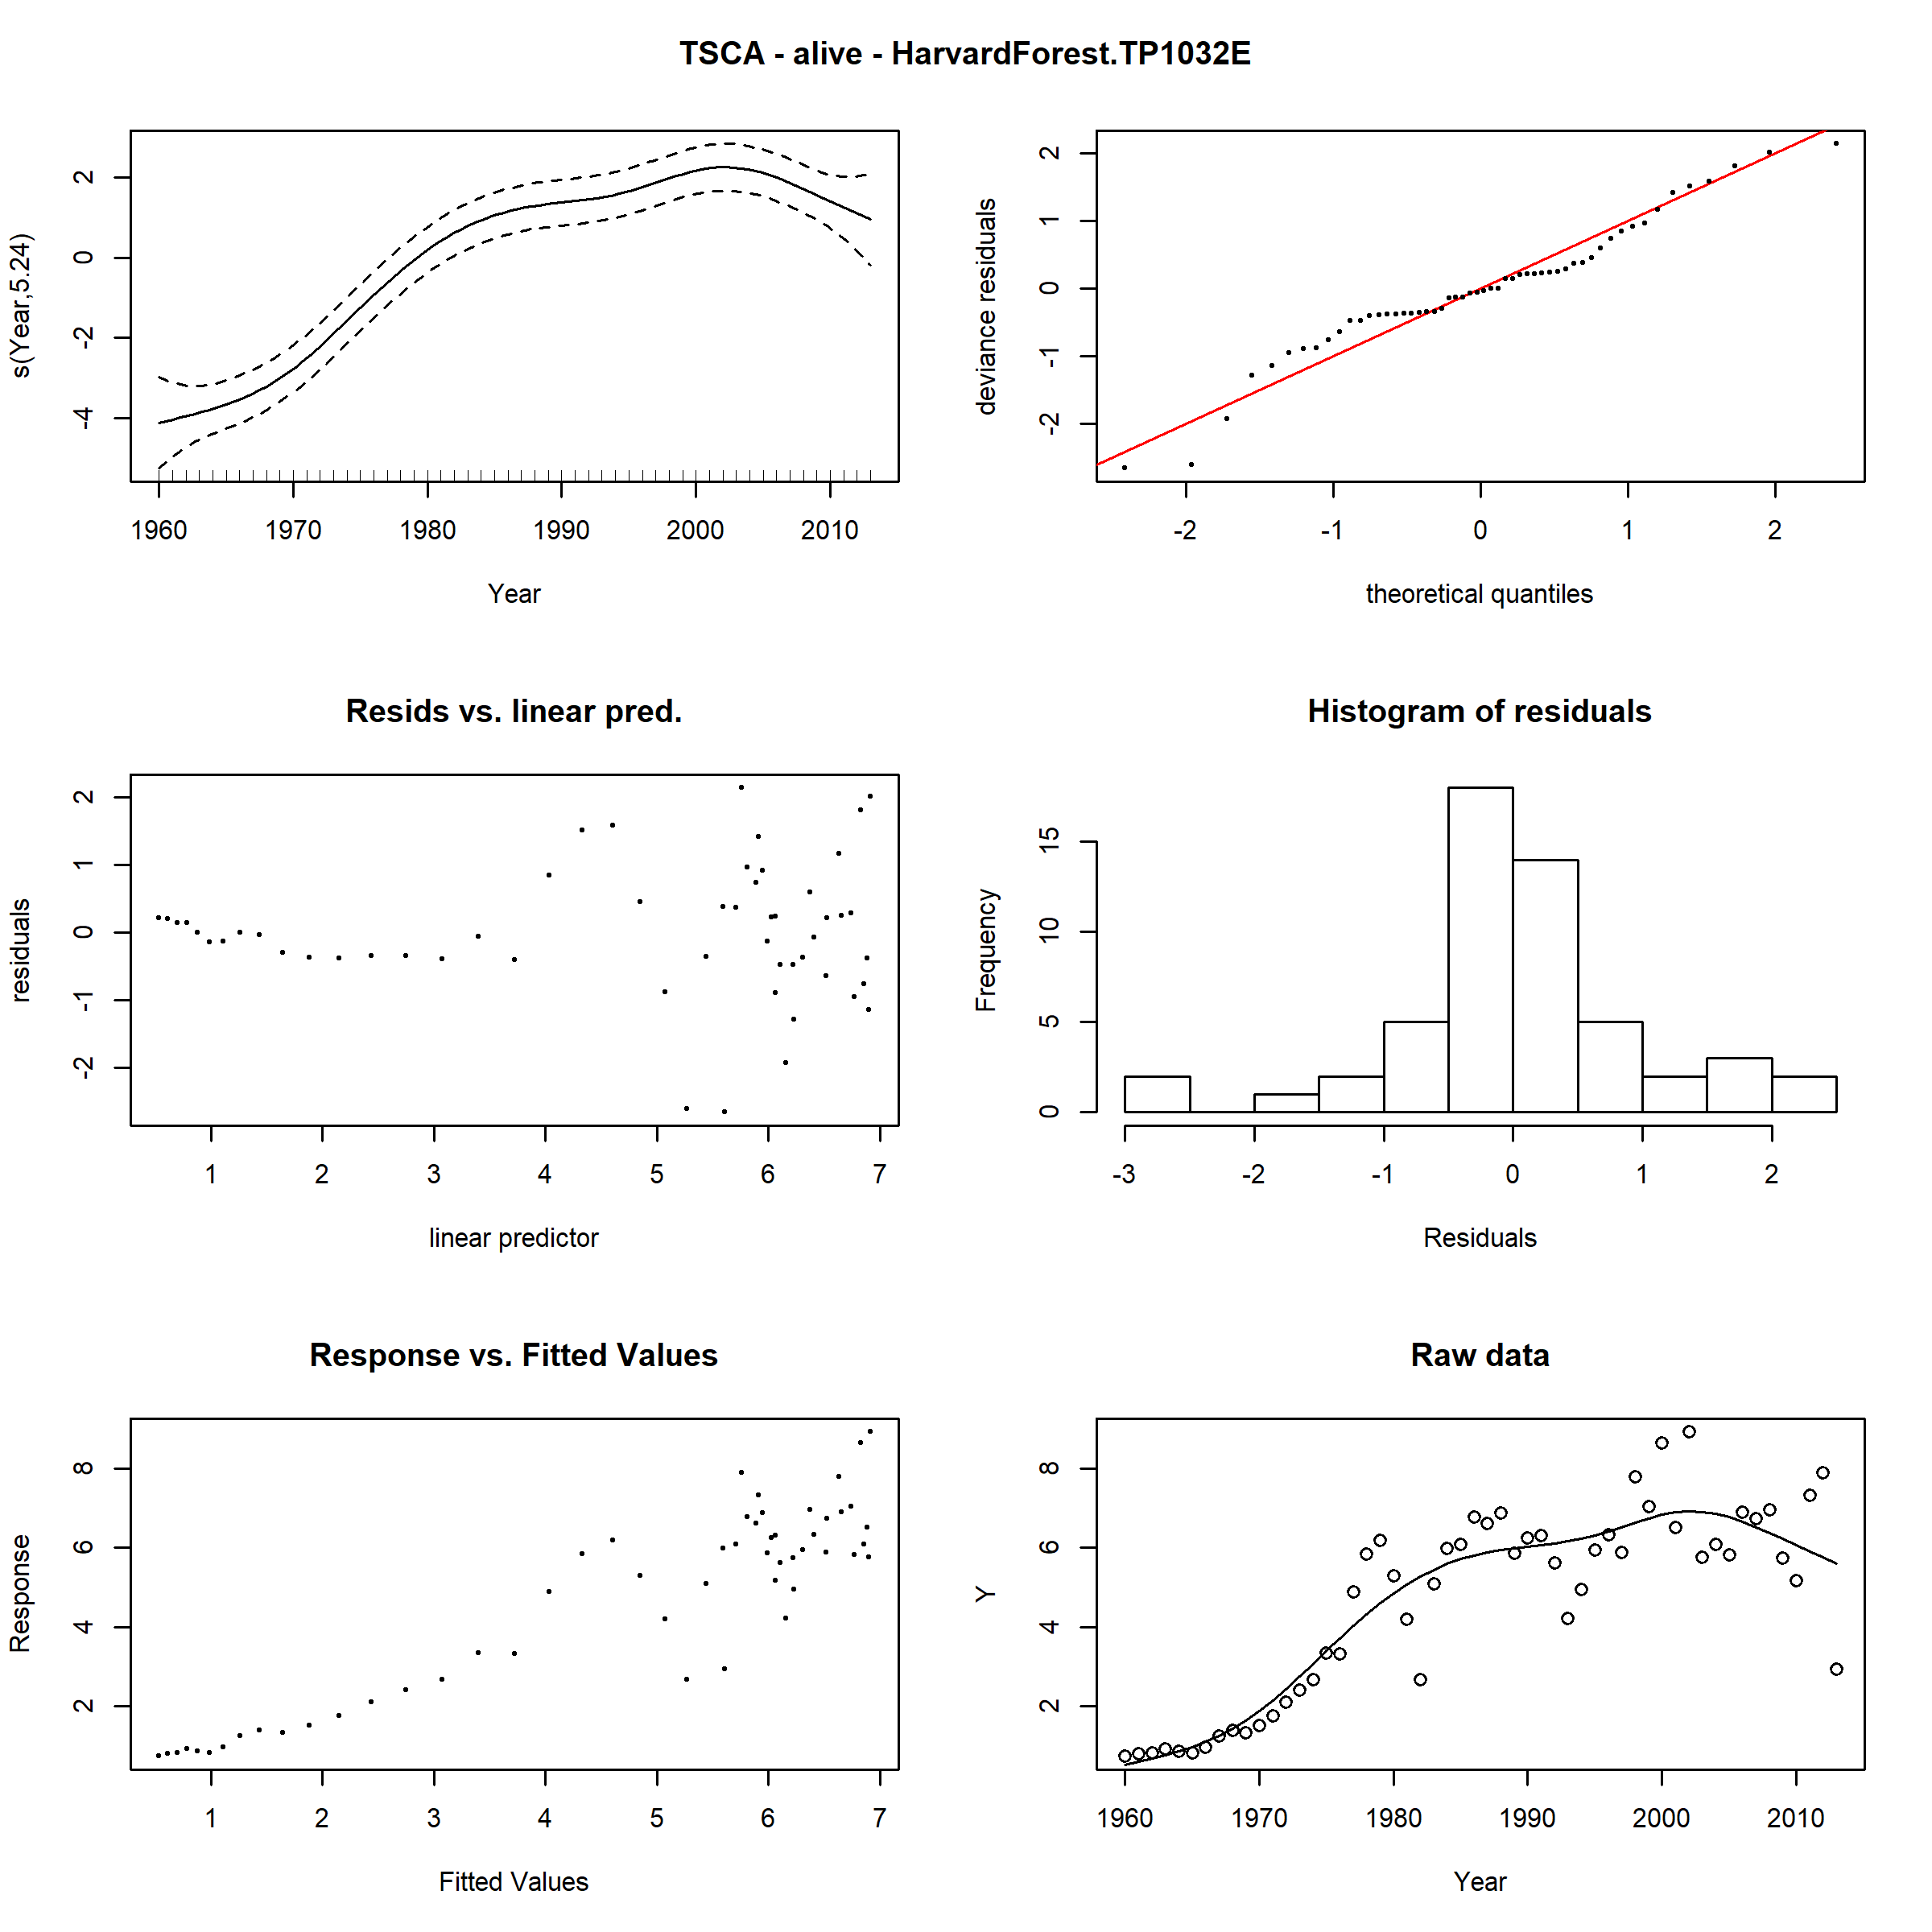 TSCA - alive - HarvardForest.TP1032E
s(Year,5.24)
2
0
-2
-4
1960 1970 1980 1990 2000 2010
Year
deviance residuals
2
1
0
-1
-2
-2 -1 0 1 2
theoretical quantiles
Resids vs. linear pred.
residuals
2
1
0
-1
-2
1 2 3 4 5 6 7
linear predictor
Histogram of residuals
Frequency
15
10
5
0
-3 -2 -1 0 1 2
Residuals
Response vs. Fitted Values
Response
8
6
4
2
1 2 3 4 5 6 7
Fitted Values
Raw data
Y
8
6
4
2
1960 1970 1980 1990 2000 2010
Year